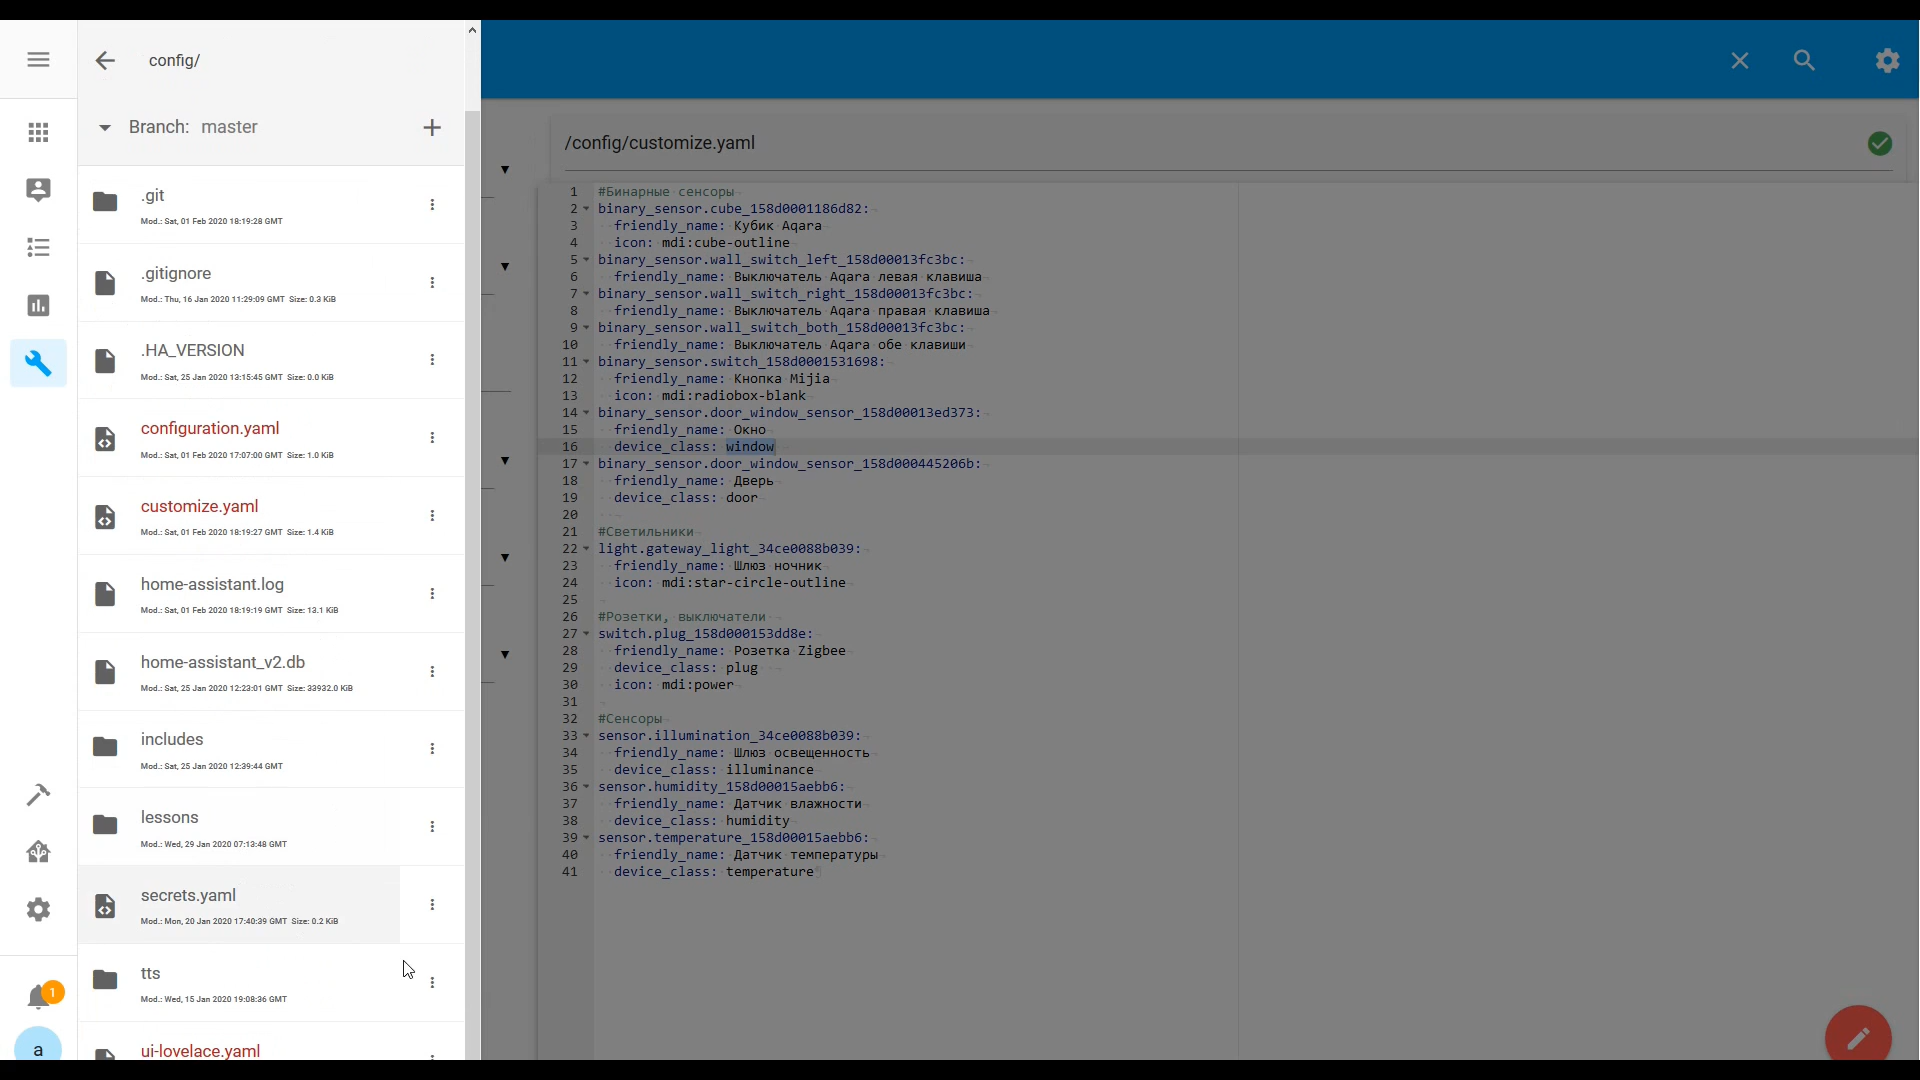 config/
Branch: master
.git
Mod.: Sat, 01 Feb 2020 18:19:28 GMT
.gitignore
Mod.: Thu, 16 Jan 2020 11:29:09 GMT Size: 0.3 KiB
.HA_VERSION
Mod.: Sat, 25 Jan 2020 13:15:45 GMT Size: 0.0 KiB
configuration.yaml
Mod.: Sat, 01 Feb 2020 17:07:00 GMT Size: 1.0 KiB
customize.yaml
Mod.: Sat, 01 Feb 2020 18:19:27 GMT Size: 1.4 KiB
home-assistant.log
Mod.: Sat, 01 Feb 2020 18:19:19 GMT Size: 13.1 KiB
home-assistant_v2.db
Mod.: Sat, 25 Jan 2020 12:23:01 GMT Size: 33932.0 KiB
includes
Mod.: Sat, 25 Jan 2020 12:39:44 GMT
lessons
Mod.: Wed, 29 Jan 2020 07:13:48 GMT
secrets.yaml
Mod.: Mon, 20 Jan 2020 17:40:39 GMT Size: 0.2 KiB
tts
Mod.: Wed, 15 Jan 2020 19:08:36 GMT
ui-lovelace.yaml
1
a
/config/customize.yaml
1 #Бинарные сенсоры
2 binary_sensor.cube_158d0001186d82:
3 friendly_name: Кубик Aqara
4 icon: mdi:cube-outline
5 binary_sensor.wall_switch_left_158d00013fc3bc:
6 friendly_name: Выключатель Aqara левая клавиша
7 binary_sensor.wall_switch_right_158d00013fc3bc:
8 friendly_name: Выключатель Aqara правая клавиша
9 binary_sensor.wall_switch_both_158d00013fc3bc:
10 friendly_name: Выключатель Aqara обе клавиши
11 binary_sensor.switch_158d0001531698:
12 friendly_name: Кнопка Mijia
13 icon: mdi:radiobox-blank
14 binary_sensor.door_window_sensor_158d00013ed373:
15 friendly_name: Окно
16 device_class: window
17 binary_sensor.door_window_sensor_158d000445206b:
18 friendly_name: Дверь
19 device_class: door
20
21 #Светильники
22 light.gateway_light_34ce0088b039:
23 friendly_name: Шлюз ночник
24 icon: mdi:star-circle-outline
25
26 #Розетки, выключатели
27 switch.plug_158d000153dd8e:
28 friendly_name: Розетка Zigbee
29 device_class: plug
30 icon: mdi:power
31
32 #Сенсоры
33 sensor.illumination_34ce0088b039:
34 friendly_name: Шлюз освещенность
35 device_class: illuminance
36 sensor.humidity_158d00015aebb6:
37 friendly_name: Датчик влажности
38 device_class: humidity
39 sensor.temperature_158d00015aebb6:
40 friendly_name: Датчик температуры
41 device_class: temperature